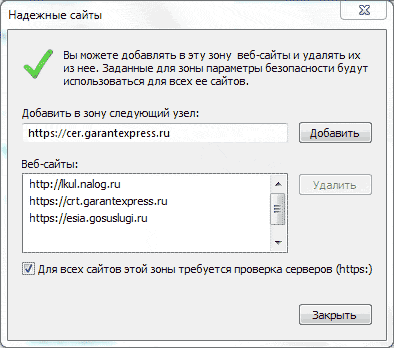 Надежные сайты
Вы можете добавлять в эту зону веб-сайты и удалять их
из нее. Заданные для зоны параметры безопасности будут
использоваться для всех ее сайтов.
Добавить в зону следующий узел:
https://cer.garantexpress.ru
Добавить
Веб-сайты:
http://lkul.nalog.ru
https://crt.garantexpress.ru
https://esia.gosuslugi.ru
Удалить
Для всех сайтов этой зоны требуется проверка серверов (https:)
Закрыть